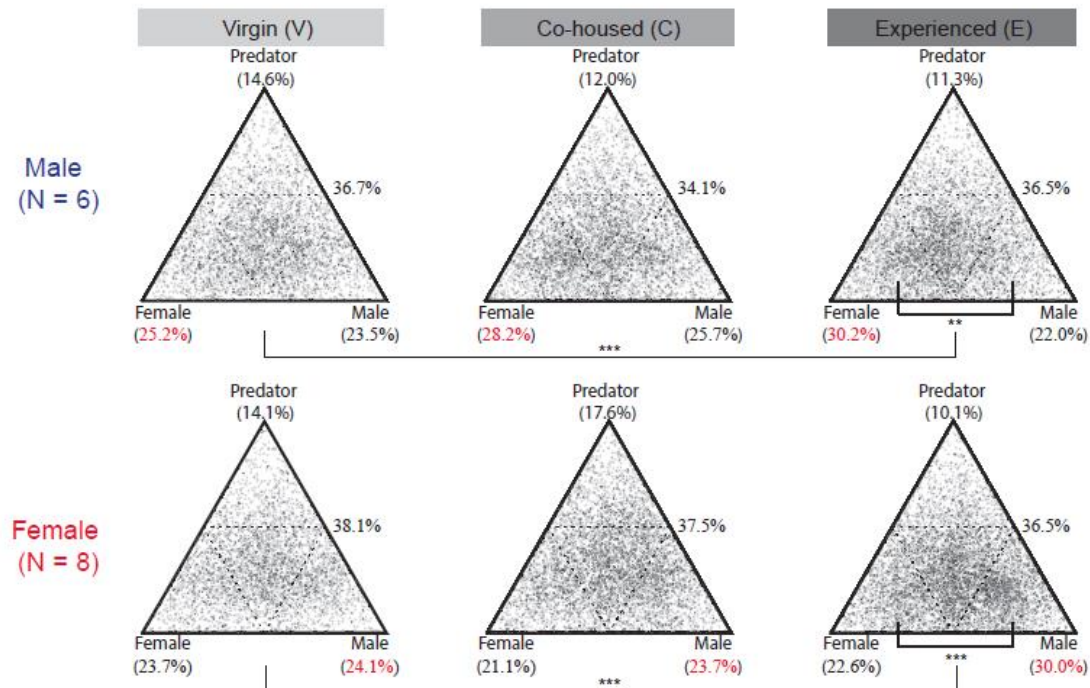 Virgin (V)
Co-housed (C)
Experienced (E)
Predator
(14.6%)
Predator
(12.0%)
Predator
(11.3%)
Male
(N = 6)
36.7%
34.1%
36.5%
Female
(25.2%)
Male
(23.5%)
Female
(28.2%)
Male
(25.7%)
Female
(30.2%)
Male
(22.0%)
**
***
Predator
(14.1%)
Predator
(17.6%)
Predator
(10.1%)
Female
(N = 8)
38.1%
37.5%
36.5%
Female
(23.7%)
Male
(24.1%)
Female
(21.1%)
Male
(23.7%)
Female
(22.6%)
Male
(30.0%)
***
***